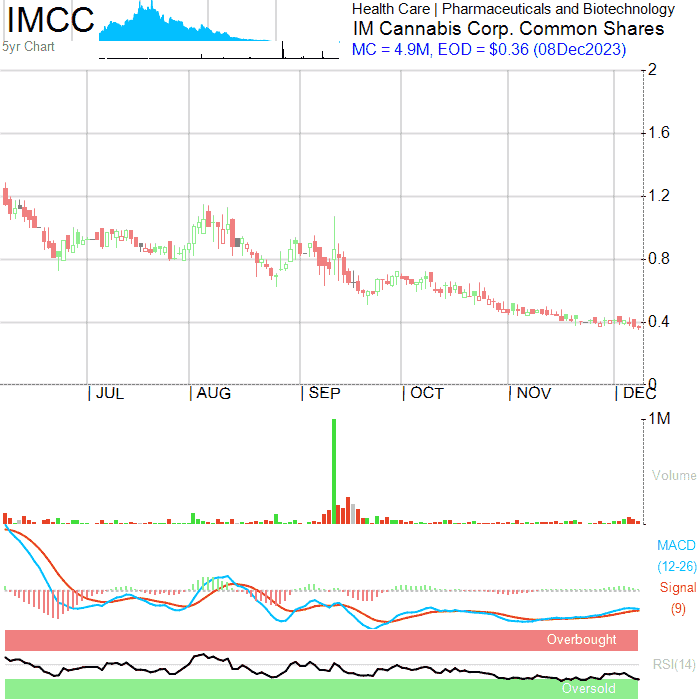 IMCC
5yr Chart
Health Care | Pharmaceuticals and Biotechnology
IM Cannabis Corp. Common Shares
MC = 4.9M, EOD = $0.36 (08Dec2023)
2
1.6
1.2
0.8
0.4
0
| JUL | AUG | SEP | OCT | NOV | DEC
1M
Volume
MACD
(12-26)
Signal
(9)
Overbought
RSI(14)
Oversold